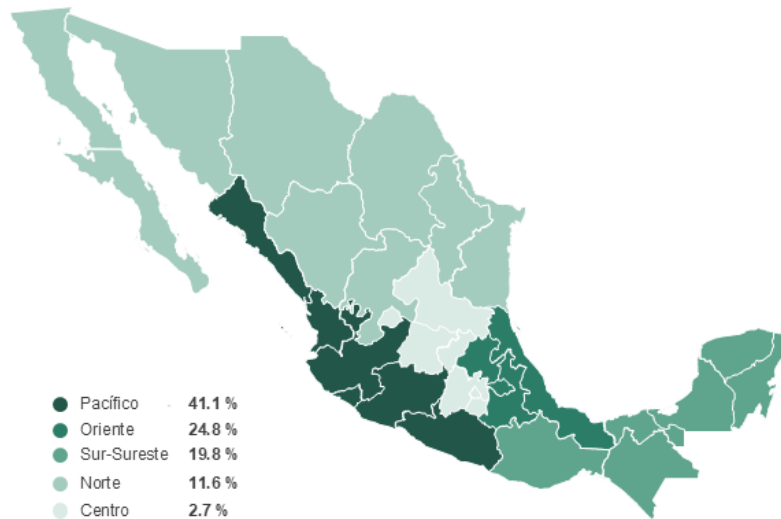 Pacífico 41.1 %
Oriente 24.8 %
Sur-Sureste 19.8 %
Norte 11.6 %
Centro 2.7 %